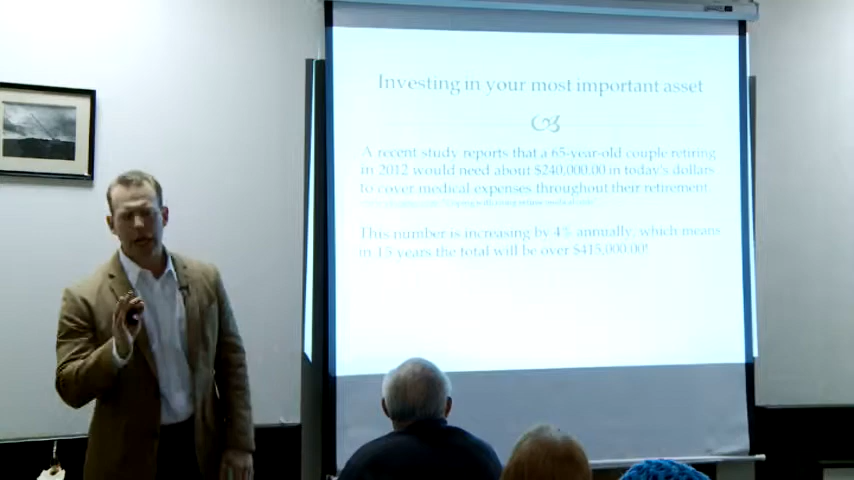 Investing in your most important asset
A recent study reports that a 65-year-old couple retiring
in 2012 would need about $240,000.00 in today's dollars
to cover medical expenses throughout their retirement.
This number is increasing by 4% annually, which means
in 15 years the total will be over $415,000.00!